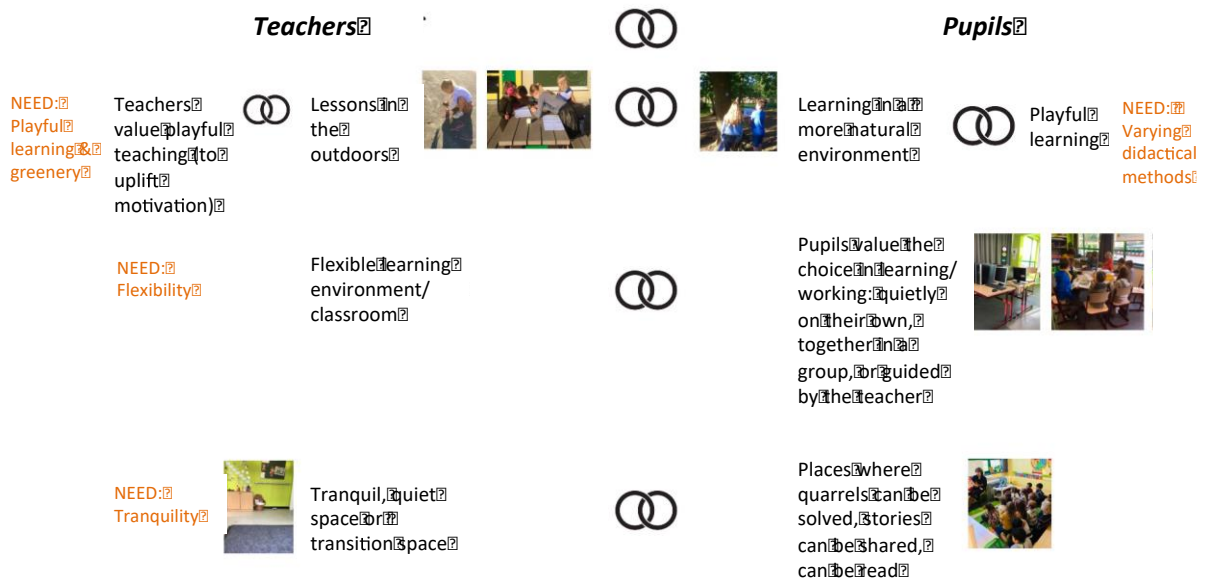 Teachers
Pupils
NEED:
Playful
learning &
greenery
Teachers
value playful
teaching (to
uplift
motivation)
Lessons in
the
outdoors
Learning in a
more natural
environment
Playful
learning
NEED:
Varying
didactical
methods
NEED:
Flexibility
Flexible learning
environment/
classroom
Pupils value the
choice in learning/
working: quietly
on their own,
together in a
group, or guided
by the teacher
NEED:
Tranquility
Tranquil, quiet
space or
transition space
Places where
quarrels can be
solved, stories
can be shared,
can be read